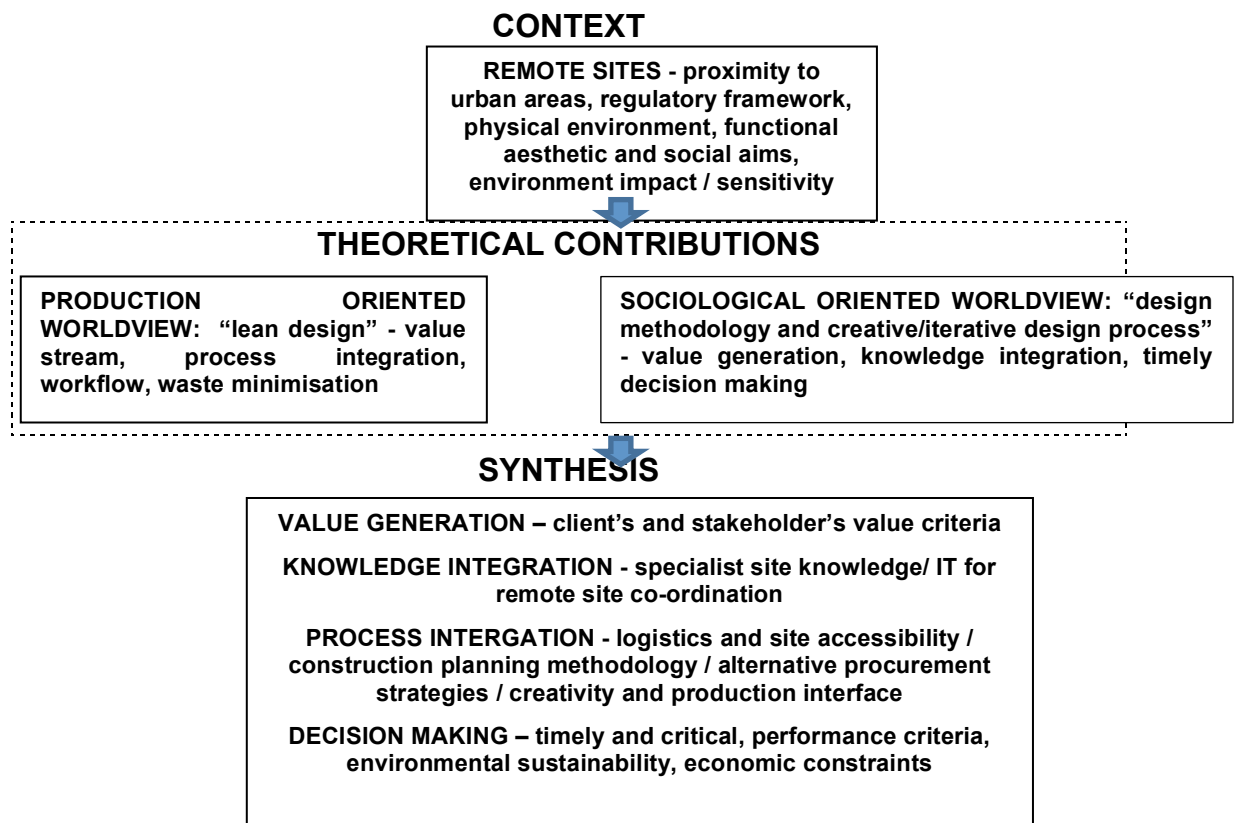 CONTEXT
REMOTE SITES - proximity to
urban areas, regulatory framework,
physical environment, functional
aesthetic and social aims,
environment impact / sensitivity
THEORETICAL CONTRIBUTIONS
PRODUCTION ORIENTED
WORLDVIEW: “lean design” - value
stream, process integration,
workflow, waste minimisation
SOCIOLOGICAL ORIENTED WORLDVIEW: “design
methodology and creative/iterative design process”
- value generation, knowledge integration, timely
decision making
SYNTHESIS
VALUE GENERATION – client’s and stakeholder’s value criteria
KNOWLEDGE INTEGRATION - specialist site knowledge/ IT for
remote site co-ordination
PROCESS INTERGATION - logistics and site accessibility /
construction planning methodology / alternative procurement
strategies / creativity and production interface
DECISION MAKING – timely and critical, performance criteria,
environmental sustainability, economic constraints